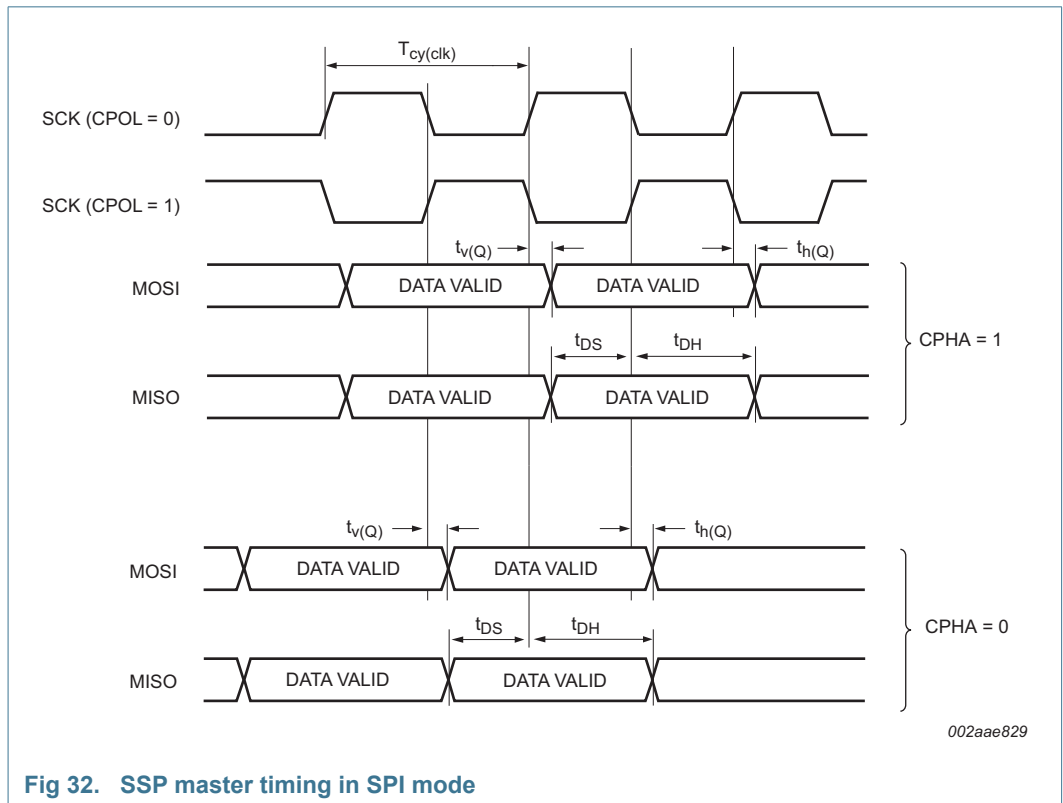 Tcy(clk)
SCK (CPOL = 0)
SCK (CPOL = 1)
tv(Q)
th(Q)
MOSI
DATA VALID
DATA VALID
tDS
tDH
CPHA = 1
MISO
DATA VALID
DATA VALID
tv(Q)
th(Q)
MOSI
DATA VALID
DATA VALID
tDS
tDH
CPHA = 0
MISO
DATA VALID
DATA VALID
002aae829
Fig 32. SSP master timing in SPI mode